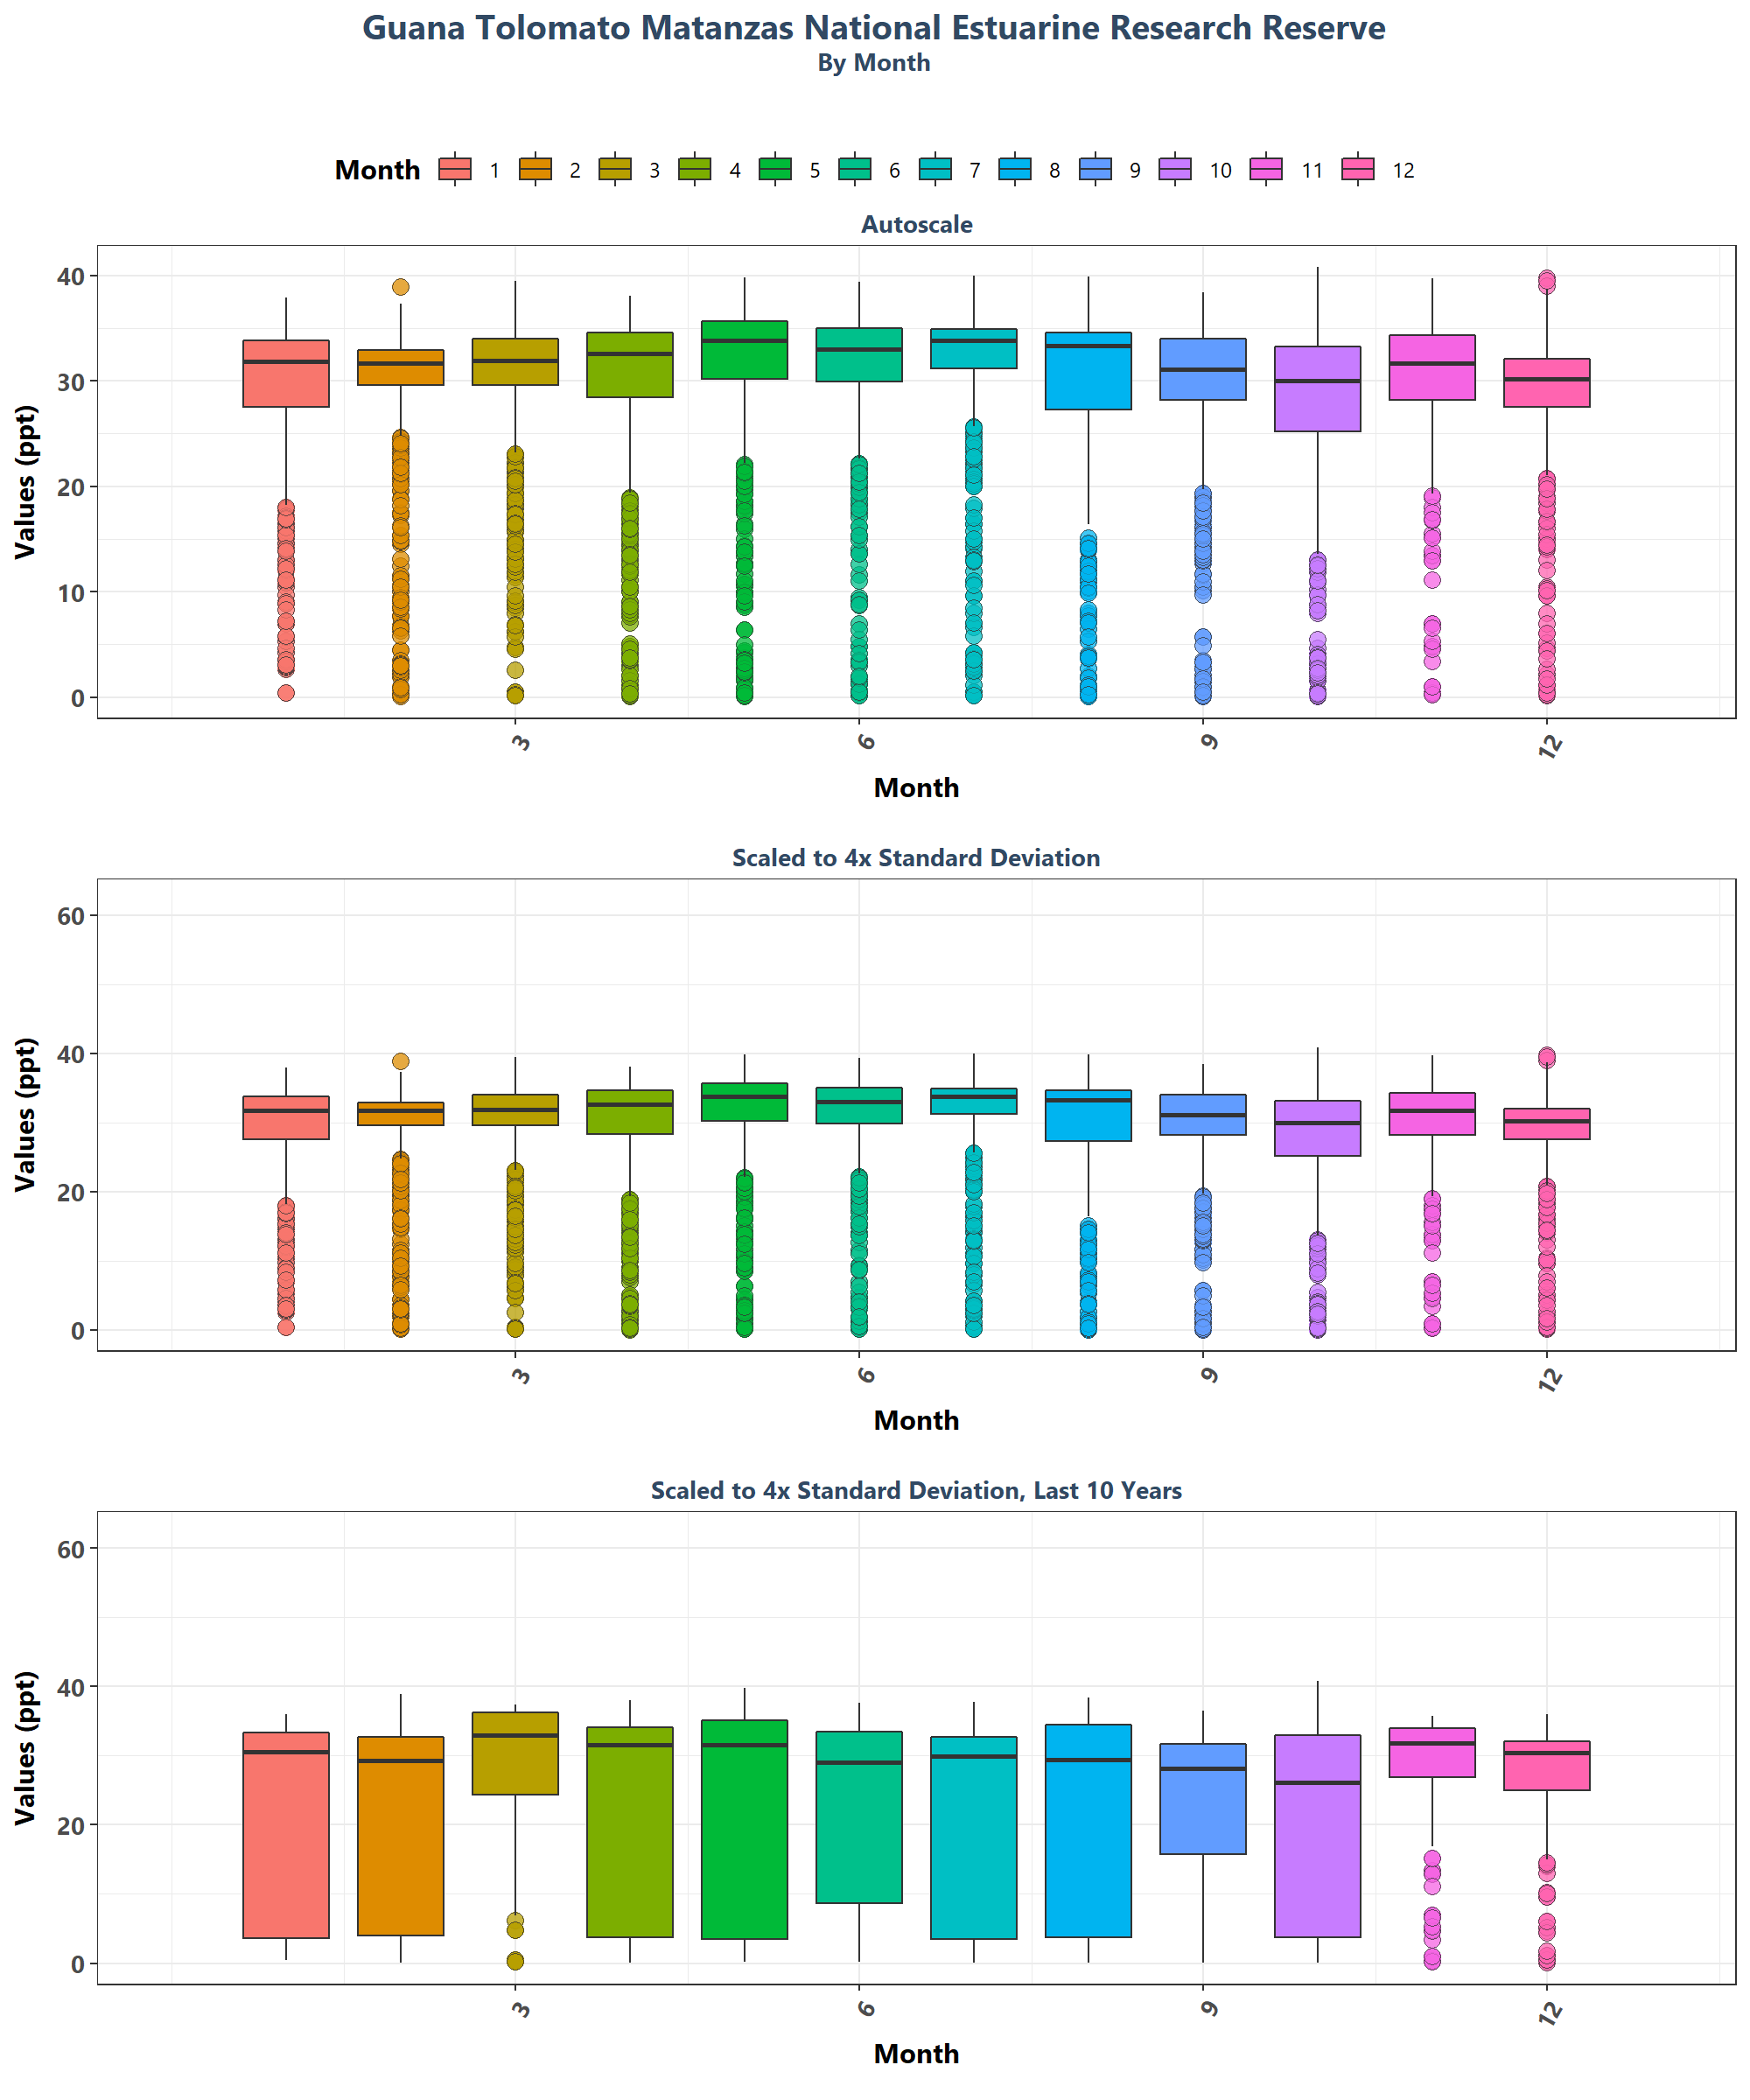 Guana Tolomato Matanzas National Estuarine Research Reserve
By Month
Month 1 2 3 4 5 6 7 8 9 10 11 12
Autoscale
Values (ppt)
40
30
20
10
0
3 6 9 12
Month
Scaled to 4x Standard Deviation
Values (ppt)
60
40
20
0
3 6 9 12
Month
Scaled to 4x Standard Deviation, Last 10 Years
Values (ppt)
60
40
20
0
3 6 9 12
Month